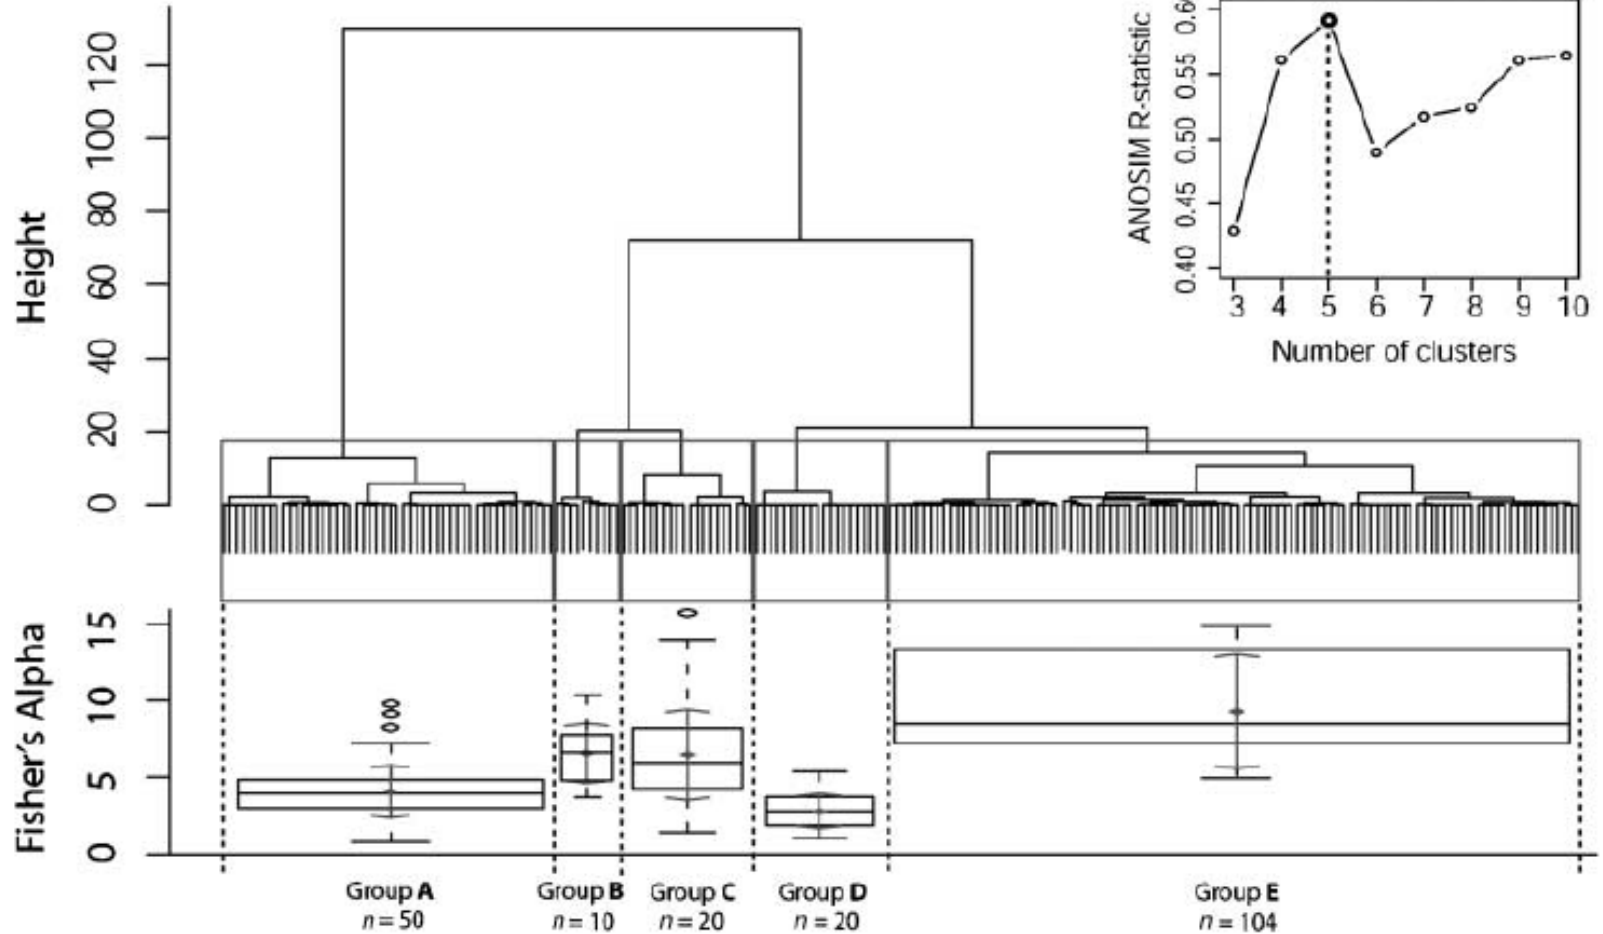 Height
120
100
80
60
40
20
0
ANOSIM R-statistic
0.55
0.50
0.45
0.40
3 4 5 6 7 8 9 10
Number of clusters
Fisher's Alpha
15
10
5
0
Group A Group B Group C Group D Group E
n = 50 n = 10 n = 20 n = 20 n = 104